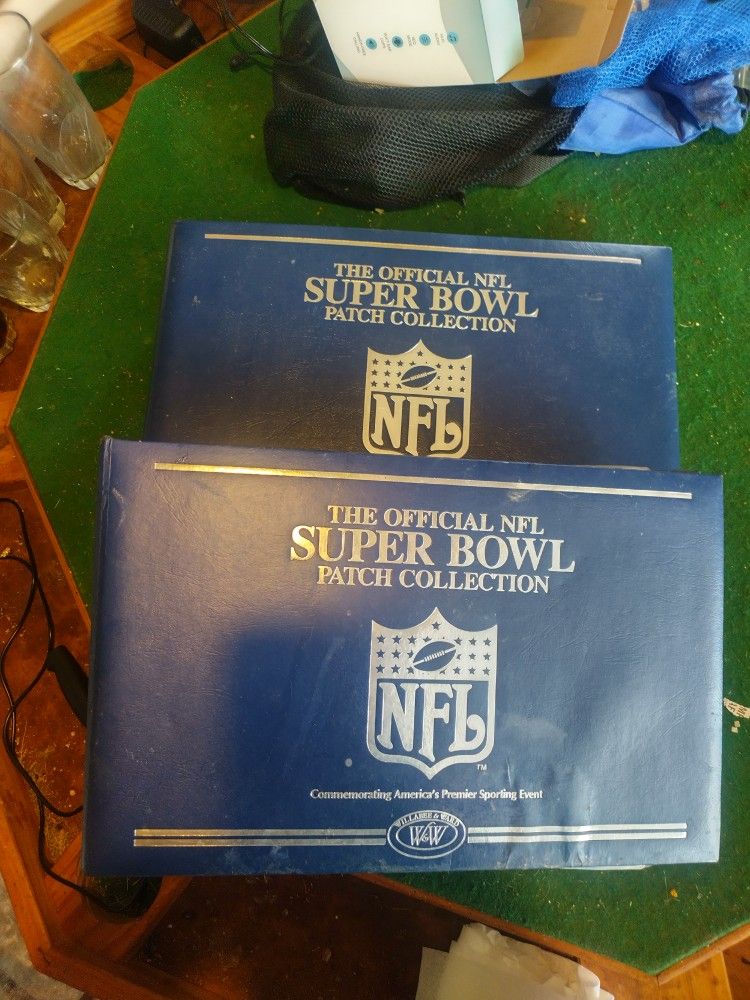 THE OFFICIAL NFL
SUPER BOWL
PATCH COLLECTION
NFL
THE OFFICIAL NFL
SUPER BOWL
PATCH COLLECTION
NFL
TM
Commemorating America's Premier Sporting Event
WILLABEE & WARD
W&W